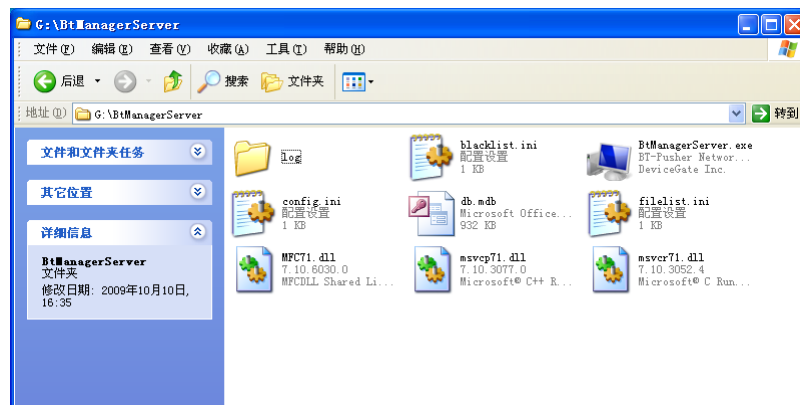 G:\BtManagerServer
文件(F) 编辑(E) 查看(V) 收藏(A) 工具(T) 帮助(H)
后退 搜索 文件夹
地址(D) G:\BtManagerServer 转到
文件和文件夹任务
其它位置
详细信息
BtManagerServer
文件夹
修改日期: 2009年10月10日,
16:35
log
blacklist.ini
配置设置
1 KB
BtManagerServer.exe
BT-Pusher Networ...
DeviceGate Inc.
config.ini
配置设置
1 KB
db.mdb
Microsoft Office...
932 KB
filelist.ini
配置设置
1 KB
MFC71.dll
7.10.6030.0
MFCDLL Shared Li...
msvcp71.dll
7.10.3077.0
Microsoft® C++ R...
msvcr71.dll
7.10.3052.4
Microsoft® C Run...